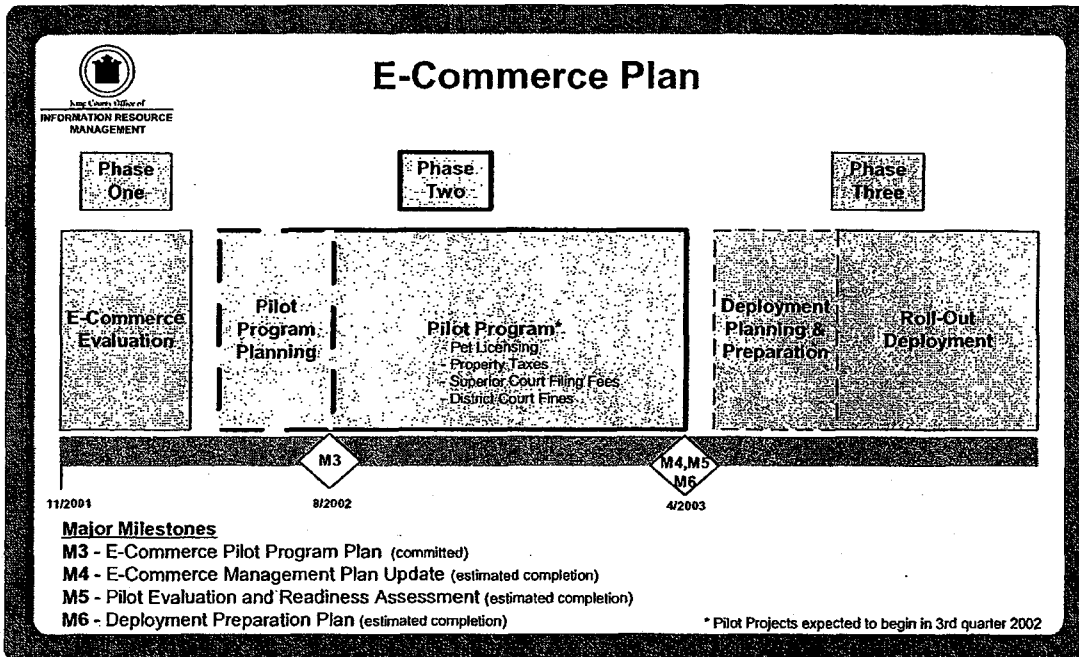 E-Commerce Plan
King County Office of
INFORMATION RESOURCE
MANAGEMENT
Phase
One
Phase
Two
Phase
Three
E-Commerce
Evaluation
Pilot
Program
Planning
Pilot Program*
- Pet Licensing
- Property Taxes
- Superior Court Filing Fees
- District Court Fines
Deployment
Planning &
Preparation
Roll-Out
Deployment
M3
M4,M5
M6
11/2001
8/2002
4/2003
Major Milestones
M3 - E-Commerce Pilot Program Plan (committed)
M4 - E-Commerce Management Plan Update (estimated completion)
M5 - Pilot Evaluation and Readiness Assessment (estimated completion)
M6 - Deployment Preparation Plan (estimated completion)
* Pilot Projects expected to begin in 3rd quarter 2002